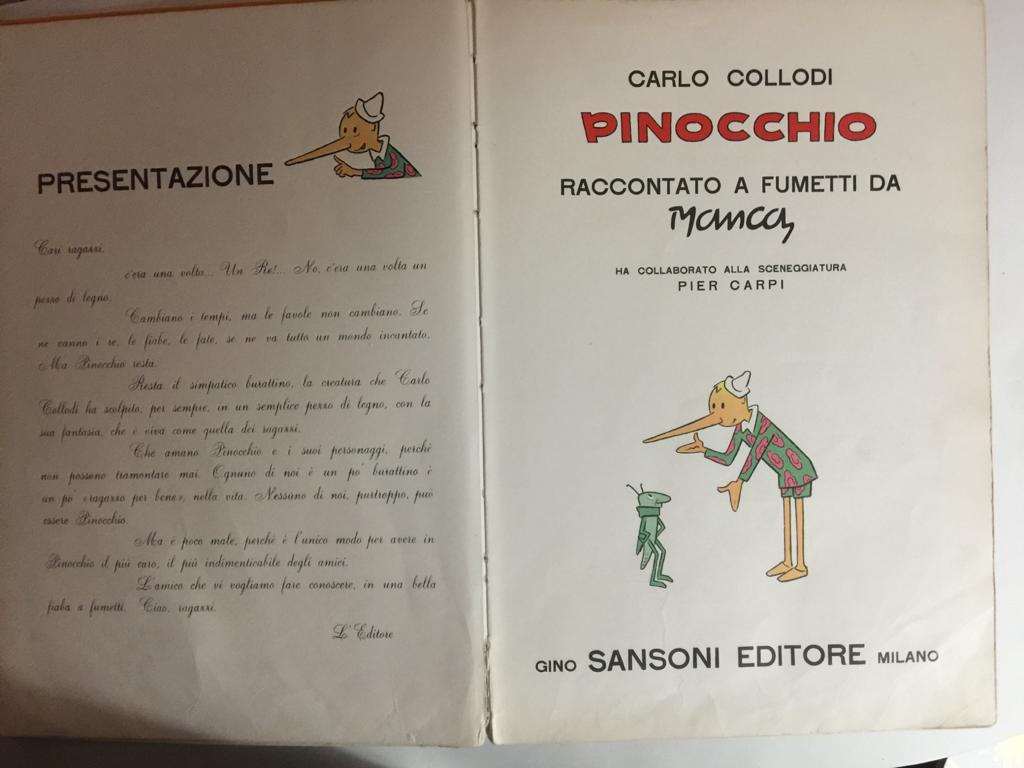 PRESENTAZIONE
Cari ragazzi,
c'era una volta... Un Re!... No, c'era una volta un
pezzo di legno.
Cambiano i tempi, ma le favole non cambiano. Se
ne vanno i re, le fiabe, le fate, se ne va tutto un mondo incantato.
Ma Pinocchio resta.
Resta il simpatico burattino, la creatura che Carlo
Collodi ha scolpito, per sempre, in un semplice pezzo di legno, con la
sua fantasia, che è viva come quella dei ragazzi.
Che amano Pinocchio e i suoi personaggi, perchè
non possono tramontare mai. Ognuno di noi è un po' burattino è
un po' «ragazzo per bene», nella vita. Nessuno di noi, purtroppo, può
essere Pinocchio.
Ma è poco male, perchè è l'unico modo per avere in
Pinocchio il più caro, il più indimenticabile degli amici.
L'amico che vi vogliamo fare conoscere, in una bella
fiaba a fumetti. Ciao, ragazzi.
L'Editore
CARLO COLLODI
PINOCCHIO
RACCONTATO A FUMETTI DA
Manca
HA COLLABORATO ALLA SCENEGGIATURA
PIER CARPI
GINO SANSONI EDITORE MILANO